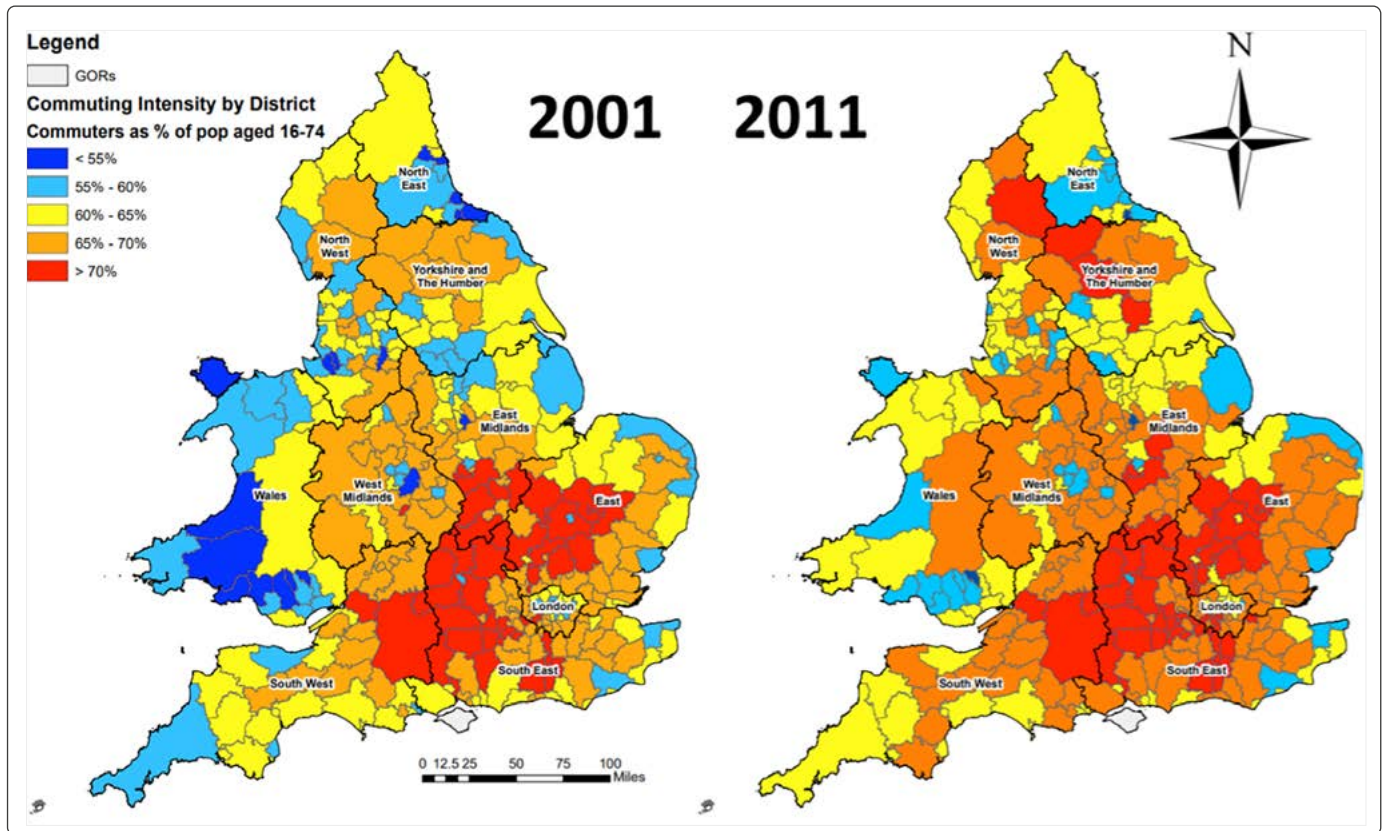 Legend
GORs
Commuting Intensity by District
Commuters as % of pop aged 16-74
< 55%
55% - 60%
60% - 65%
65% - 70%
> 70%
2001
2011
N
North
East
North
West
Yorkshire and
The Humber
East
Midlands
West
Midlands
Wales
East
London
South East
South West
0 12.5 25 50 75 100
Miles
North
East
North
West
Yorkshire and
The Humber
East
Midlands
West
Midlands
Wales
East
London
South East
South West